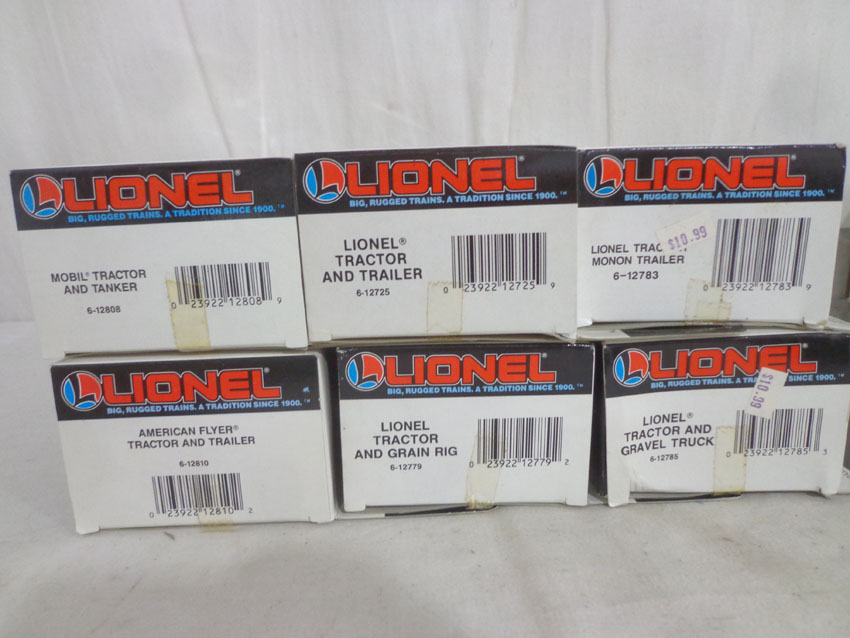 LIONEL®
BIG, RUGGED TRAINS. A TRADITION SINCE 1900.™
MOBIL® TRACTOR
AND TANKER
6-12808
0 23922 12808 9
LIONEL®
BIG, RUGGED TRAINS. A TRADITION SINCE 1900.™
LIONEL®
TRACTOR
AND TRAILER
6-12725
0 23922 12725 9
LIONEL®
BIG, RUGGED TRAINS. A TRADITION SINCE 1900.™
$10.99
LIONEL
MONON TRAILER
6-12783
0 23922 12783 9
LIONEL®
BIG, RUGGED TRAINS. A TRADITION SINCE 1900.
AMERICAN FLYER®
TRACTOR AND TRAILER
6-12810
0 23922 12810 2
LIONEL®
BIG, RUGGED TRAINS. A TRADITION SINCE 1900.™
LIONEL
TRACTOR
AND GRAIN RIG
6-12779
0 23922 12779 2
LIONEL®
BIG, RUGGED TRAINS. A SINCE 1900.™
$10.99
LIONEL®
TRACTOR AND
GRAVEL TRUCK
6-12785
0 23922 12785 3